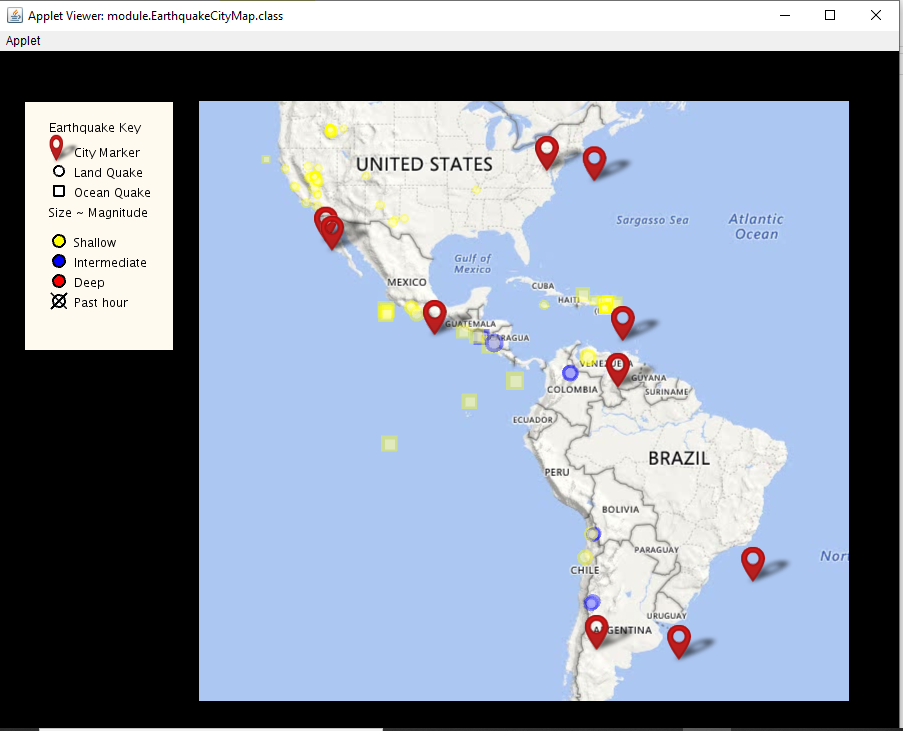 Applet Viewer: module.EarthquakeCityMap.class
Applet
Earthquake Key
City Marker
Land Quake
Ocean Quake
Size ~ Magnitude
Shallow
Intermediate
Deep
Past hour
UNITED STATES
Sargasso Sea
Atlantic
Ocean
Gulf of
Mexico
MEXICO
CUBA
HAITI
GUATEMALA
CARAGUA
VENEZUELA
GUYANA
COLOMBIA
SURINAME
ECUADOR
BRAZIL
PERU
BOLIVIA
PARAGUAY
Nort
CHILE
URUGUAY
A GENTINA